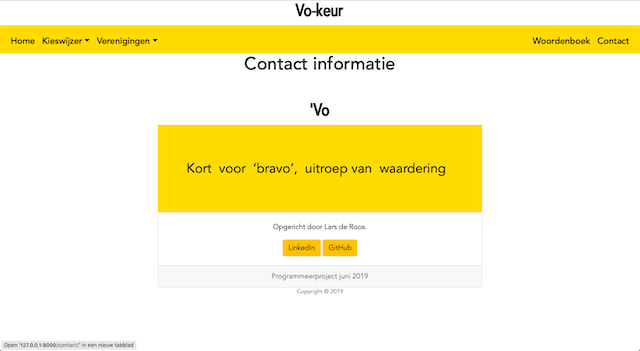 Vo-keur
Home Kieswijzer Verenigingen Woordenboek Contact
Contact informatie
'Vo
Kort voor ‘bravo’, uitroep van waardering
Opgericht door Lars de Roos.
LinkedIn GitHub
Programmeerproject juni 2019
Copyright © 2019
Open "127.0.0.1:8000/contact/" in een nieuw tabblad